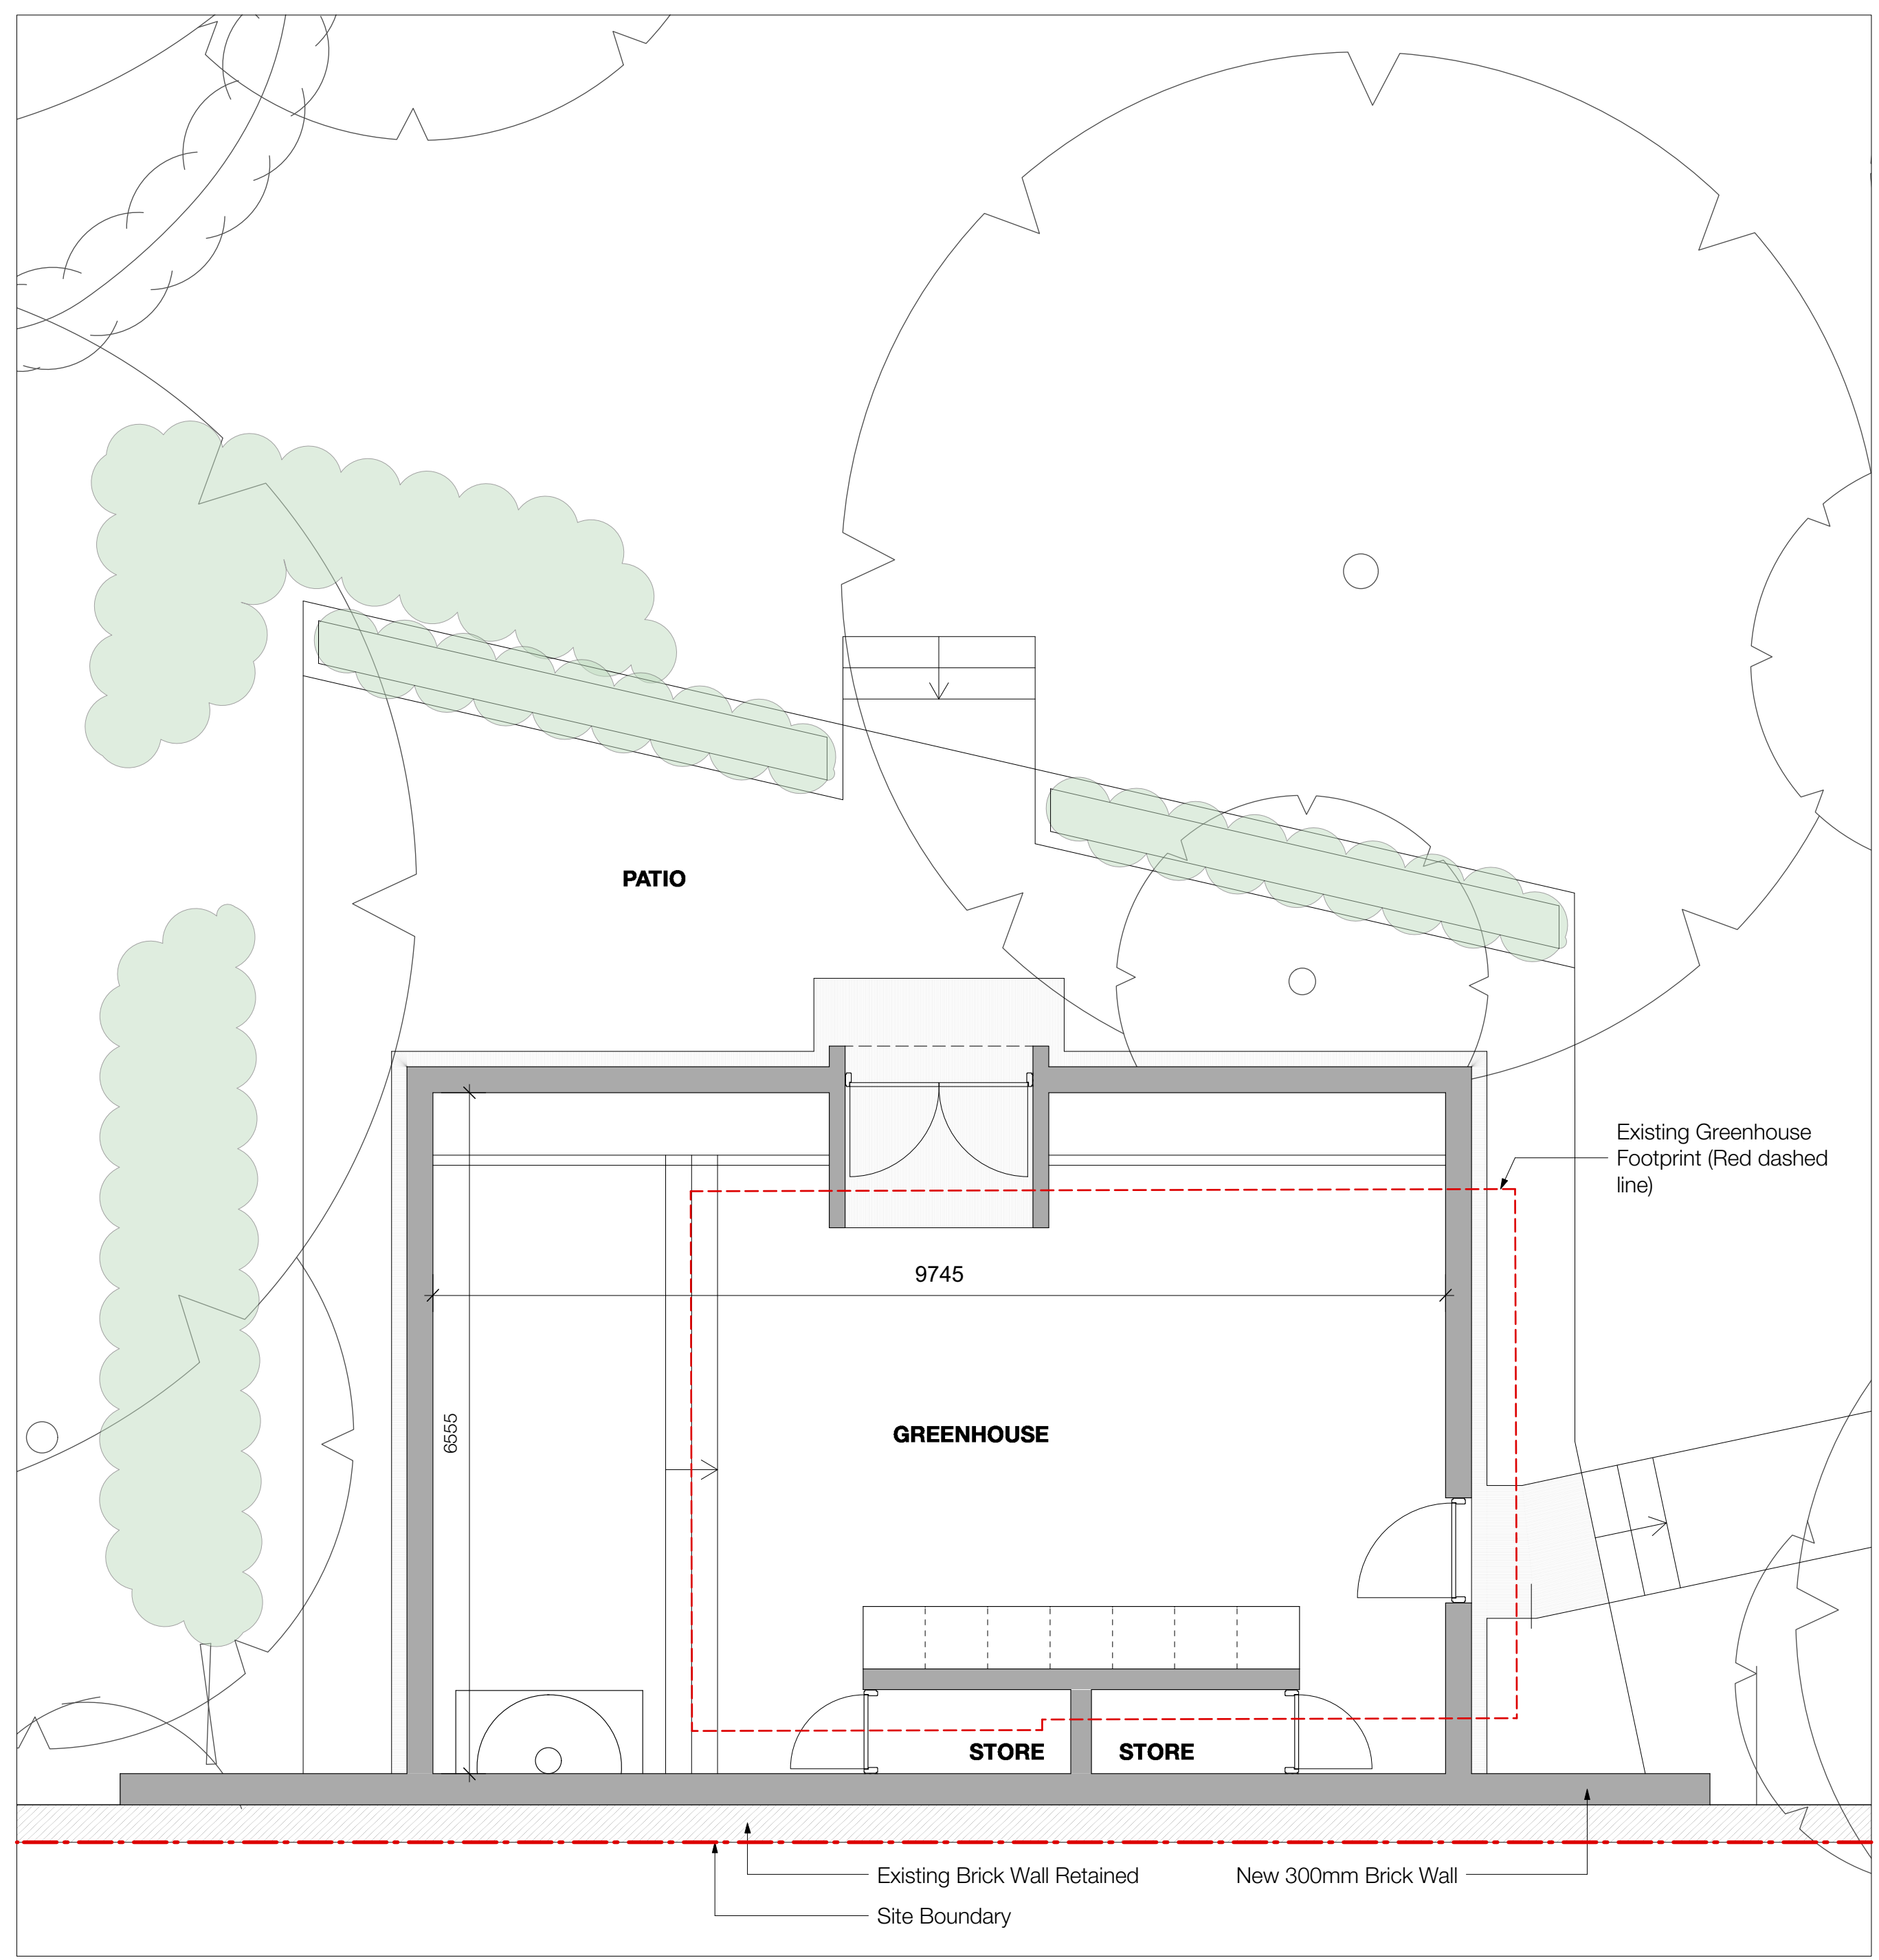 PATIO
Existing Greenhouse
Footprint (Red dashed
line)
9745
6555
GREENHOUSE
STORE
STORE
Existing Brick Wall Retained
New 300mm Brick Wall
Site Boundary